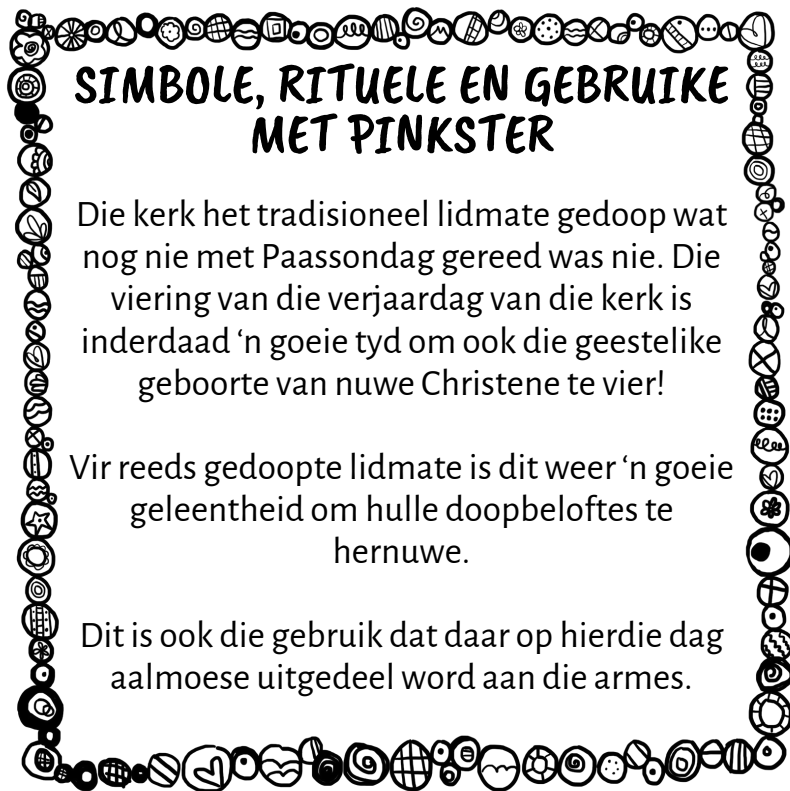 SIMBOLE, RITUELE EN GEBRUIKE
MET PINKSTER
Die kerk het tradisioneel lidmate gedoop wat
nog nie met Paassondag gereed was nie. Die
viering van die verjaardag van die kerk is
inderdaad ‘n goeie tyd om ook die geestelike
geboorte van nuwe Christene te vier!
Vir reeds gedoopte lidmate is dit weer ‘n goeie
geleentheid om hulle doopbeloftes te
hernuwe.
Dit is ook die gebruik dat daar op hierdie dag
aalmoese uitgedeel word aan die armes.